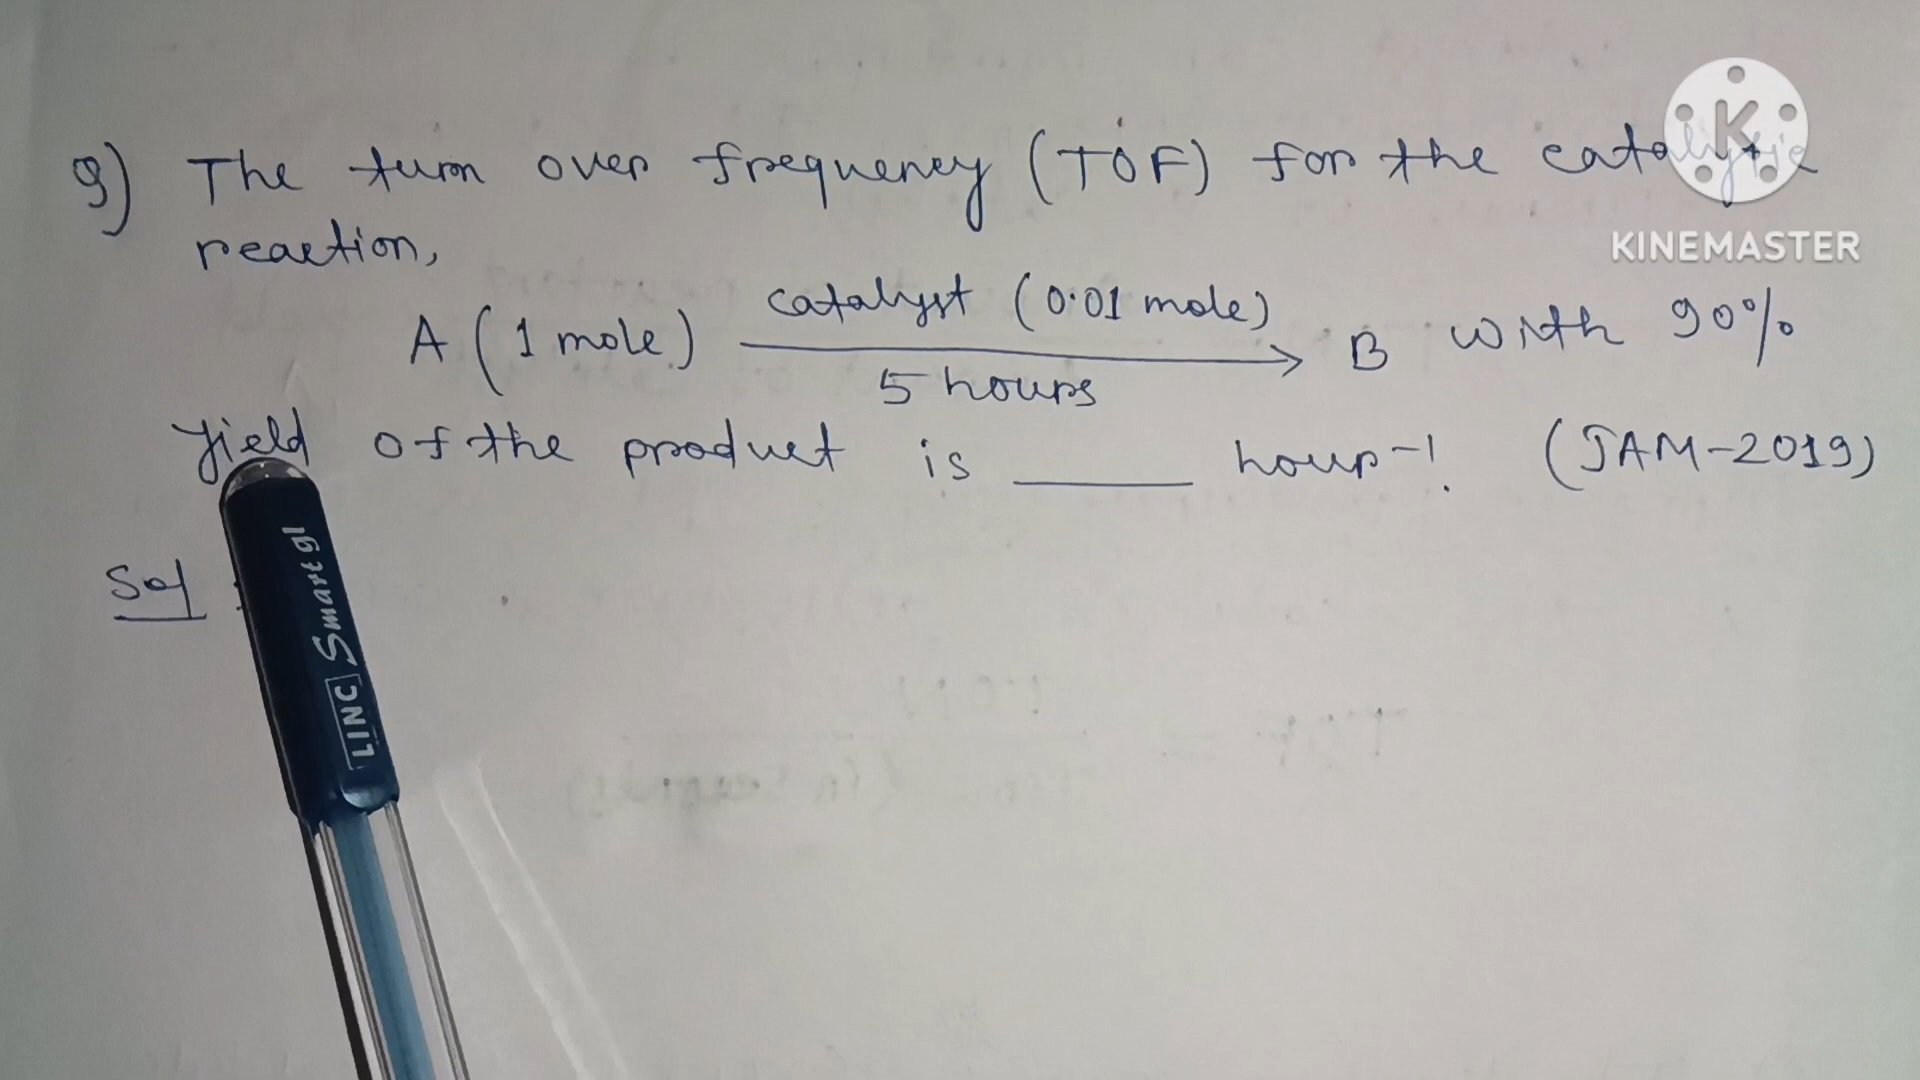 9) The turn over frequency (TOF) for the catalytic
reaction,
A (1 mole) catalyst (0.01 mole) B with 90%
5 hours
yield of the product is ____ hour-1. (JAM-2019)
Sol
LINC Smart gl
K
KINEMASTER